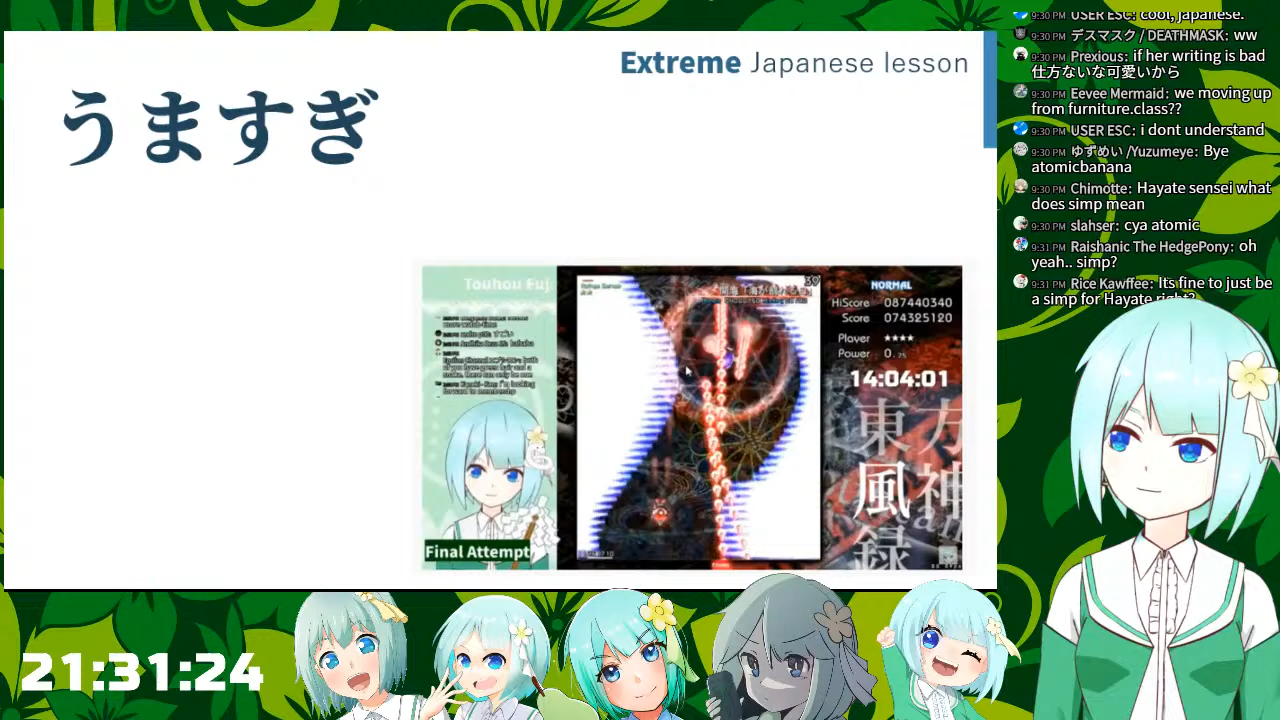 Extreme Japanese lesson
うますぎ
Touhou Fuj
Final Attempt
39
NORMAL
HiScore 087440340
Score 074325120
Player ★★★★
Power 0.75
14:04:01
東方
風神
録
21:31:24
9:30 PM USER ESC: cool, japanese.
9:30 PM デスマスク / DEATHMASK: ww
9:30 PM Prexious: if her writing is bad
仕方ないな可愛いから
9:30 PM Eevee Mermaid: we moving up
from furniture.class??
9:30 PM USER ESC: i dont understand
9:30 PM ゆずめい /Yuzumeye: Bye
atomicbanana
9:30 PM Chimotte: Hayate sensei what
does simp mean
9:30 PM slahser: cya atomic
9:31 PM Raishanic The HedgePony: oh
yeah.. simp?
9:31 PM Rice Kawffee: Its fine to just be
a simp for Hayate right?